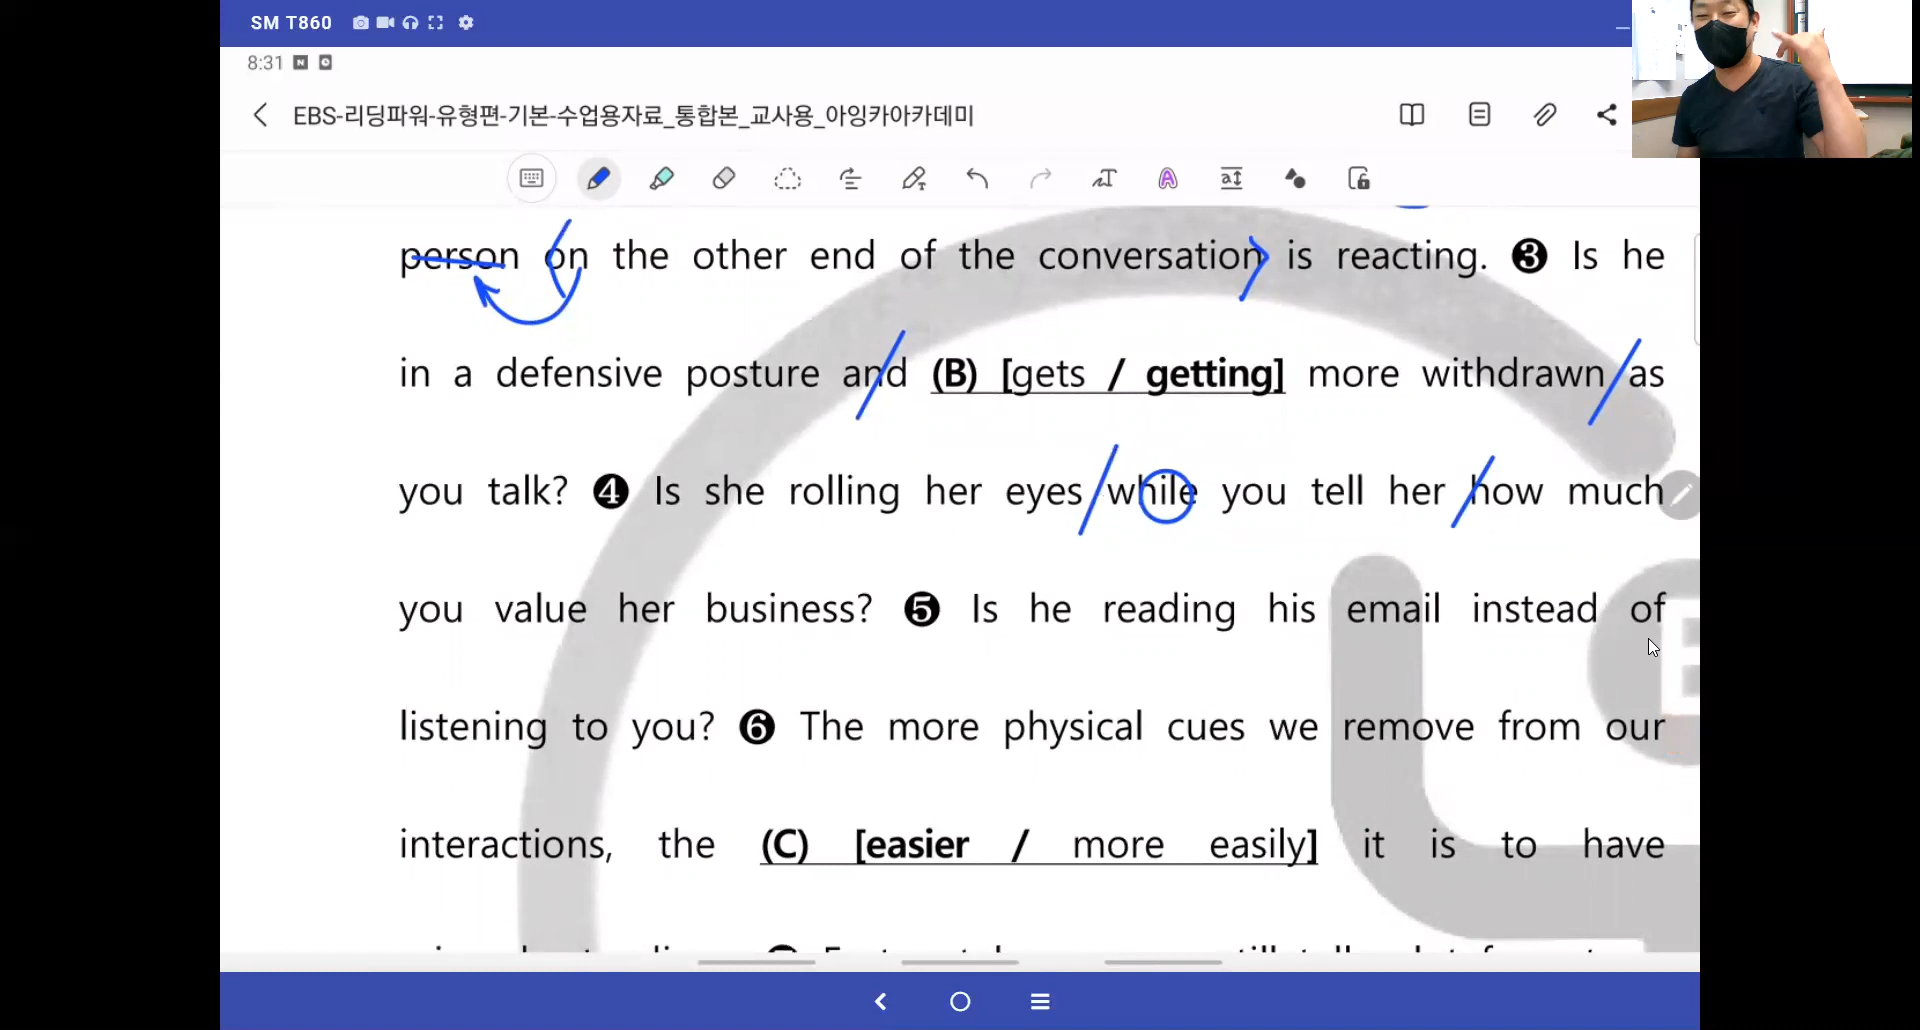 SM T860
8:31
EBS-리딩파워-유형편-기본-수업용자료_통합본_교사용_아잉카아카데미
person on the other end of the conversation is reacting. ❸ Is he
in a defensive posture and (B) [gets / getting] more withdrawn as
you talk? ❹ Is she rolling her eyes while you tell her how much
you value her business? ❺ Is he reading his email instead of
listening to you? ❻ The more physical cues we remove from our
interactions, the (C) [easier / more easily] it is to have